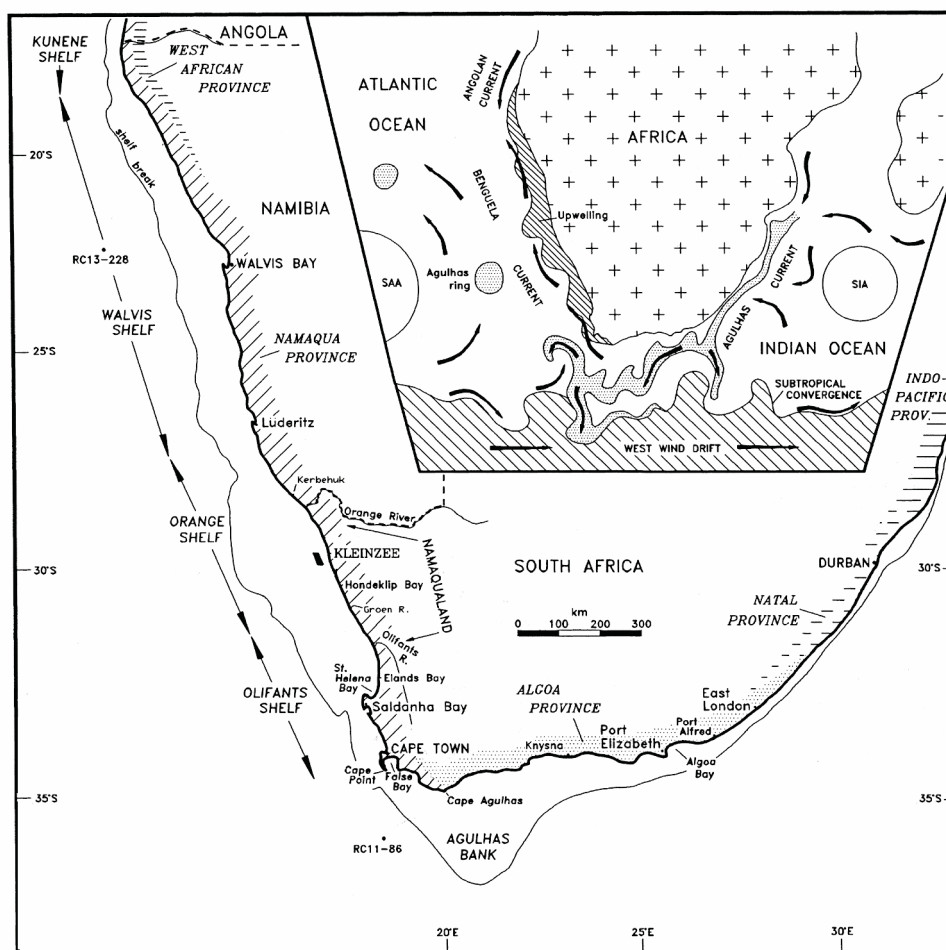 KUNENE
SHELF
ANGOLA
WEST
AFRICAN
PROVINCE
shelf
break
20°S
NAMIBIA
RC13-228
WALVIS BAY
WALVIS
SHELF
NAMAQUA
PROVINCE
25°S
Lüderitz
Kerbehuk
Orange River
ORANGE
SHELF
KLEINZEE
NAMAQUALAND
30°S
Hondeklip Bay
Groen R.
Olifants
R.
St.
Helena
Bay
Elands Bay
OLIFANTS
SHELF
Saldanha Bay
CAPE TOWN
Cape
Point
False
Bay
35°S
Cape Agulhas
RC11-86
AGULHAS
BANK
SOUTH AFRICA
km
0 100 200 300
ALGOA
PROVINCE
Knysna
Port
Elizabeth
Port
Alfred
Algoa
Bay
East
London
NATAL
PROVINCE
DURBAN
30°S
35°S
INDO-
PACIFIC
PROV.
20°E
25°E
30°E
ATLANTIC
OCEAN
ANGOLAN
CURRENT
AFRICA
BENGUELA
CURRENT
Upwelling
SAA
Agulhas
ring
AGULHAS
CURRENT
SIA
INDIAN OCEAN
SUBTROPICAL
CONVERGENCE
WEST WIND DRIFT